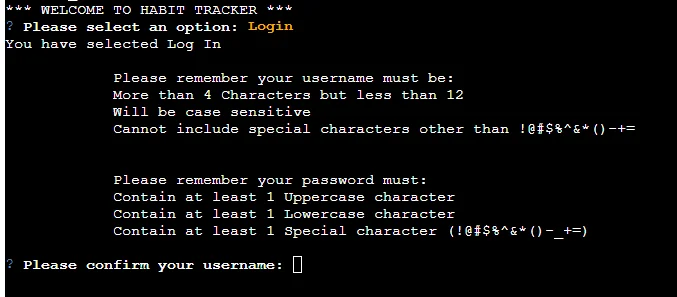 *** WELCOME TO HABIT TRACKER ***
? Please select an option: Login
You have selected Log In
Please remember your username must be:
More than 4 Characters but less than 12
Will be case sensitive
Cannot include special characters other than !@#$%^&*()-+=
Please remember your password must:
Contain at least 1 Uppercase character
Contain at least 1 Lowercase character
Contain at least 1 Special character (!@#$%^&*()-_+=)
? Please confirm your username: